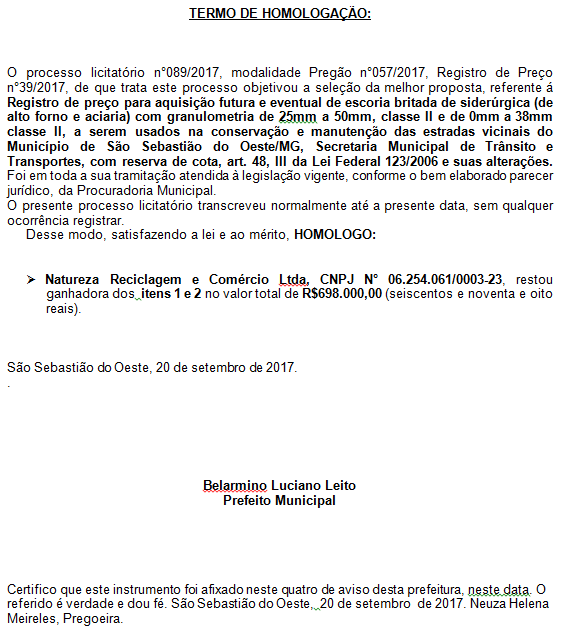 TERMO DE HOMOLOGAÇÃO:
O processo licitatório n°089/2017, modalidade Pregão n°057/2017, Registro de Preço
n°39/2017, de que trata este processo objetivou a seleção da melhor proposta, referente á
Registro de preço para aquisição futura e eventual de escoria britada de siderúrgica (de
alto forno e aciaria) com granulometria de 25mm a 50mm, classe II e de 0mm a 38mm
classe II, a serem usados na conservação e manutenção das estradas vicinais do
Município de São Sebastião do Oeste/MG, Secretaria Municipal de Trânsito e
Transportes, com reserva de cota, art. 48, III da Lei Federal 123/2006 e suas alterações.
Foi em toda a sua tramitação atendida à legislação vigente, conforme o bem elaborado parecer
jurídico, da Procuradoria Municipal.
O presente processo licitatório transcreveu normalmente até a presente data, sem qualquer
ocorrência registrar.
Desse modo, satisfazendo a lei e ao mérito, HOMOLOGO:
➢ Natureza Reciclagem e Comércio Ltda, CNPJ N° 06.254.061/0003-23, restou
ganhadora dos itens 1 e 2 no valor total de R$698.000,00 (seiscentos e noventa e oito
reais).
São Sebastião do Oeste, 20 de setembro de 2017.
.
Belarmino Luciano Leito
Prefeito Municipal
Certifico que este instrumento foi afixado neste quatro de aviso desta prefeitura, neste data. O
referido é verdade e dou fé. São Sebastião do Oeste, 20 de setembro de 2017. Neuza Helena
Meireles, Pregoeira.